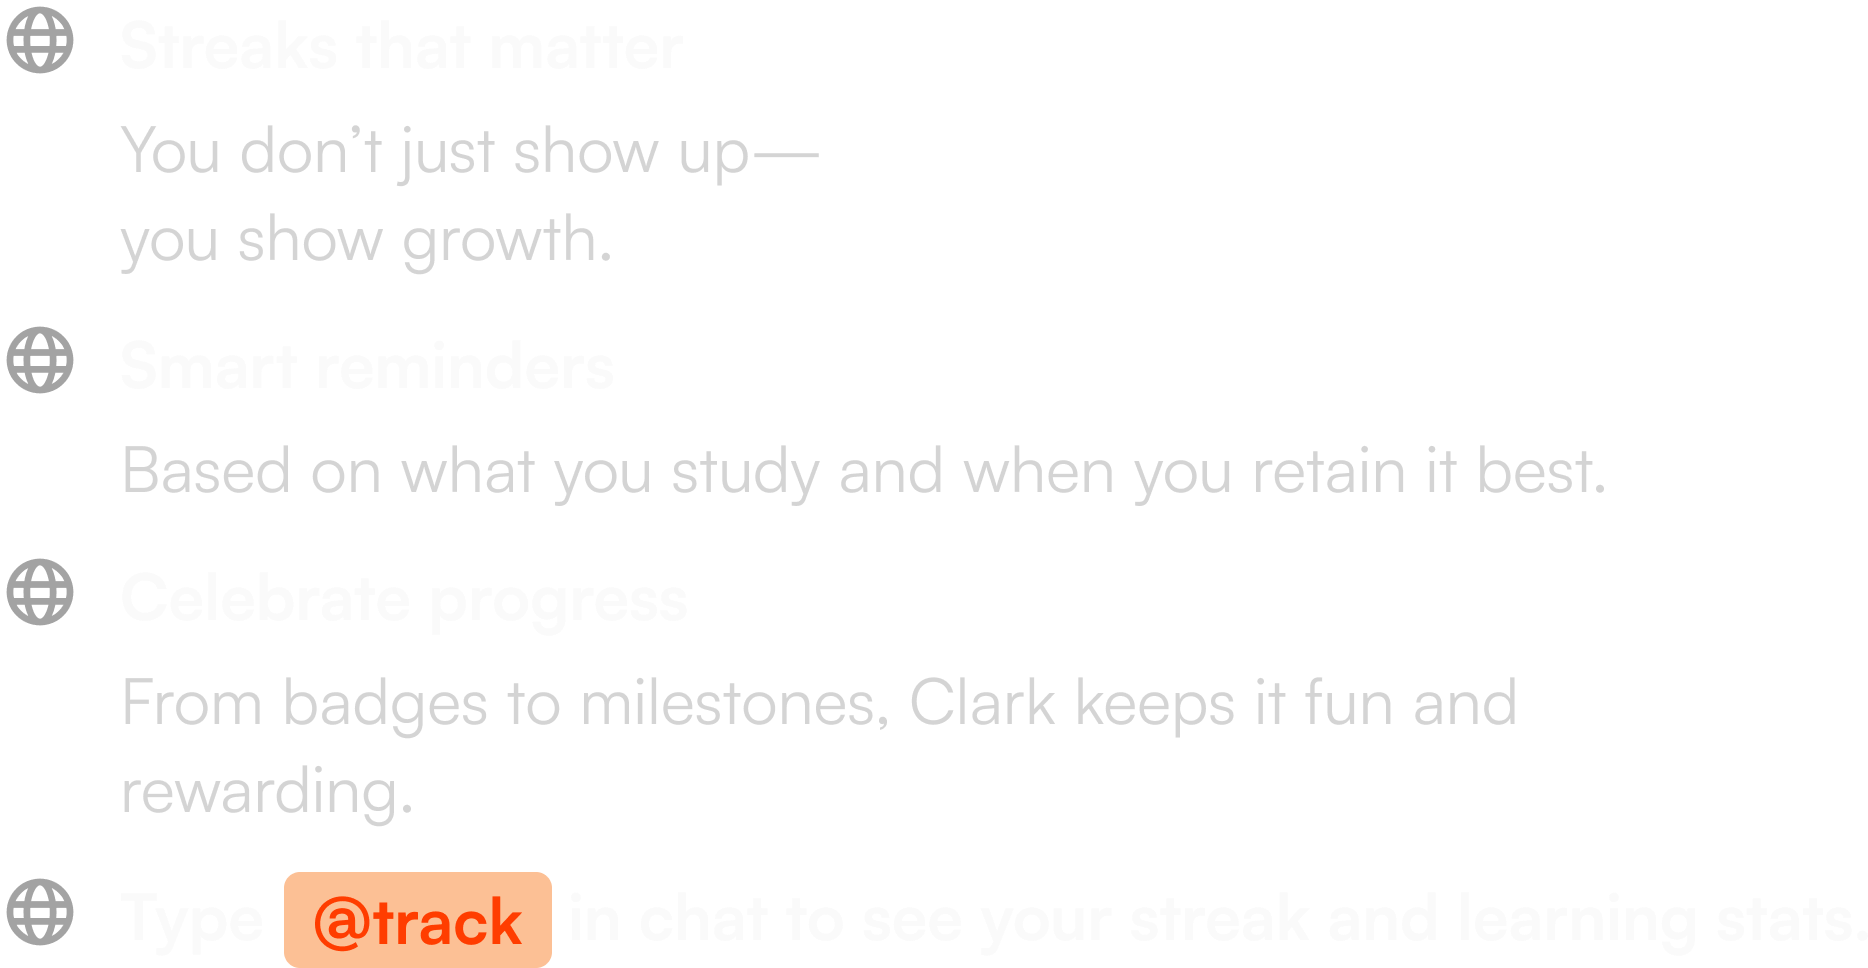 Streaks that matter
You don’t just show up—
you show growth.
Smart reminders
Based on what you study and when you retain it best.
Celebrate progress
From badges to milestones, Clark keeps it fun and
rewarding.
Type @track in chat to see your streak and learning stats.